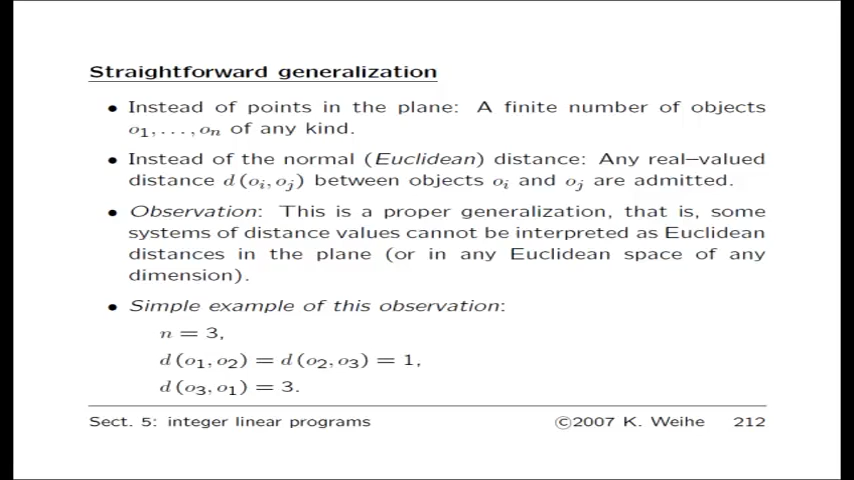 Straightforward generalization
• Instead of points in the plane: A finite number of objects
o₁,...,oₙ of any kind.
• Instead of the normal (Euclidean) distance: Any real–valued
distance d(oᵢ,oⱼ) between objects oᵢ and oⱼ are admitted.
• Observation: This is a proper generalization, that is, some
systems of distance values cannot be interpreted as Euclidean
distances in the plane (or in any Euclidean space of any
dimension).
• Simple example of this observation:
n = 3,
d(o₁,o₂) = d(o₂,o₃) = 1,
d(o₃,o₁) = 3.
Sect. 5: integer linear programs ©2007 K. Weihe 212